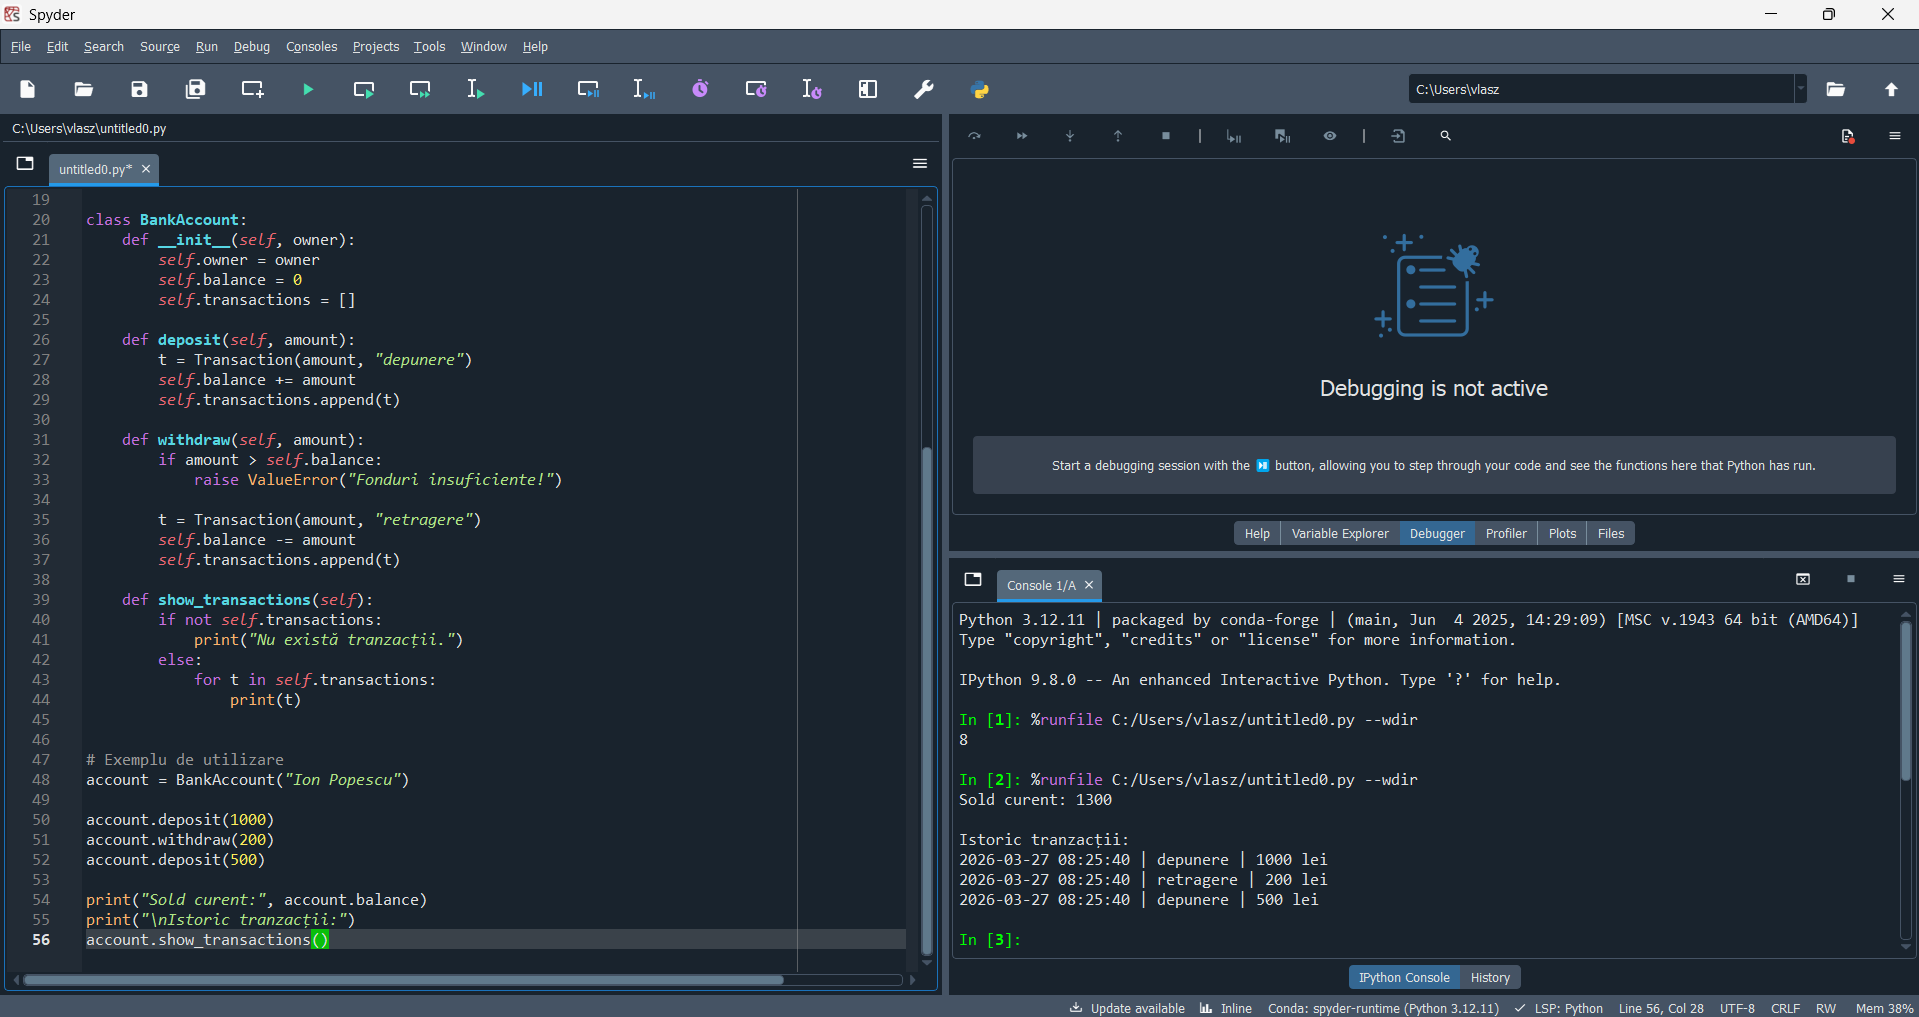 Spyder
File Edit Search Source Run Debug Consoles Projects Tools Window Help
C:\Users\vlasz
C:\Users\vlasz\untitled0.py
untitled0.py*
19
20 class BankAccount:
21 def __init__(self, owner):
22 self.owner = owner
23 self.balance = 0
24 self.transactions = []
25
26 def deposit(self, amount):
27 t = Transaction(amount, "depunere")
28 self.balance += amount
29 self.transactions.append(t)
30
31 def withdraw(self, amount):
32 if amount > self.balance:
33 raise ValueError("Fonduri insuficiente!")
34
35 t = Transaction(amount, "retragere")
36 self.balance -= amount
37 self.transactions.append(t)
38
39 def show_transactions(self):
40 if not self.transactions:
41 print("Nu există tranzacții.")
42 else:
43 for t in self.transactions:
44 print(t)
45
46
47 # Exemplu de utilizare
48 account = BankAccount("Ion Popescu")
49
50 account.deposit(1000)
51 account.withdraw(200)
52 account.deposit(500)
53
54 print("Sold curent:", account.balance)
55 print("\nIstoric tranzacții:")
56 account.show_transactions()
Debugging is not active
Start a debugging session with the button, allowing you to step through your code and see the functions here that Python has run.
Help Variable Explorer Debugger Profiler Plots Files
Console 1/A
Python 3.12.11 | packaged by conda-forge | (main, Jun 4 2025, 14:29:09) [MSC v.1943 64 bit (AMD64)]
Type "copyright", "credits" or "license" for more information.
IPython 9.8.0 -- An enhanced Interactive Python. Type '?' for help.
In [1]: %runfile C:/Users/vlasz/untitled0.py --wdir
8
In [2]: %runfile C:/Users/vlasz/untitled0.py --wdir
Sold curent: 1300
Istoric tranzacții:
2026-03-27 08:25:40 | depunere | 1000 lei
2026-03-27 08:25:40 | retragere | 200 lei
2026-03-27 08:25:40 | depunere | 500 lei
In [3]:
IPython Console History
Update available Inline Conda: spyder-runtime (Python 3.12.11) LSP: Python Line 56, Col 28 UTF-8 CRLF RW Mem 38%